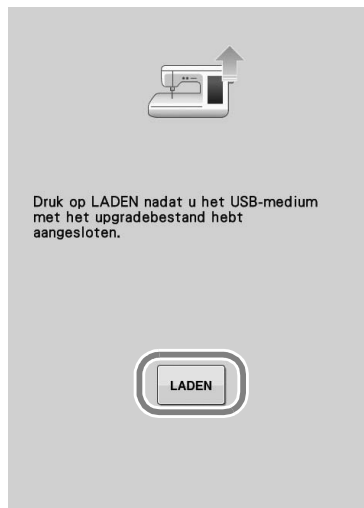 Druk op LADEN nadat u het USB-medium
met het upgradebestand hebt
aangesloten.
LADEN